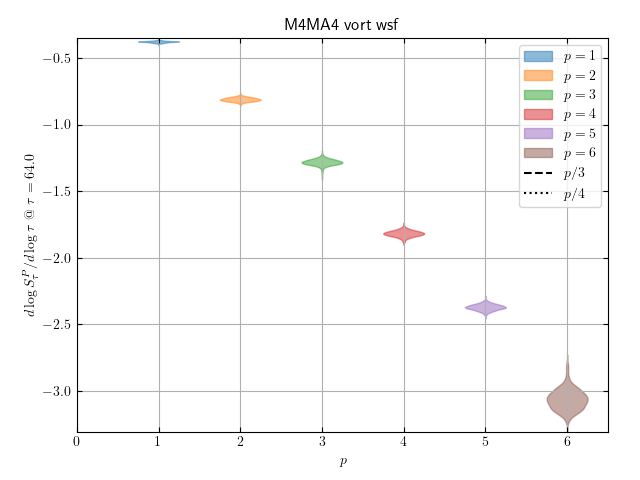 M4MA4 vort wsf
d log S_τ^P / d log τ @ τ = 64.0
−0.5
−1.0
−1.5
−2.0
−2.5
−3.0
0 1 2 3 4 5 6
p
p = 1
p = 2
p = 3
p = 4
p = 5
p = 6
p/3
p/4